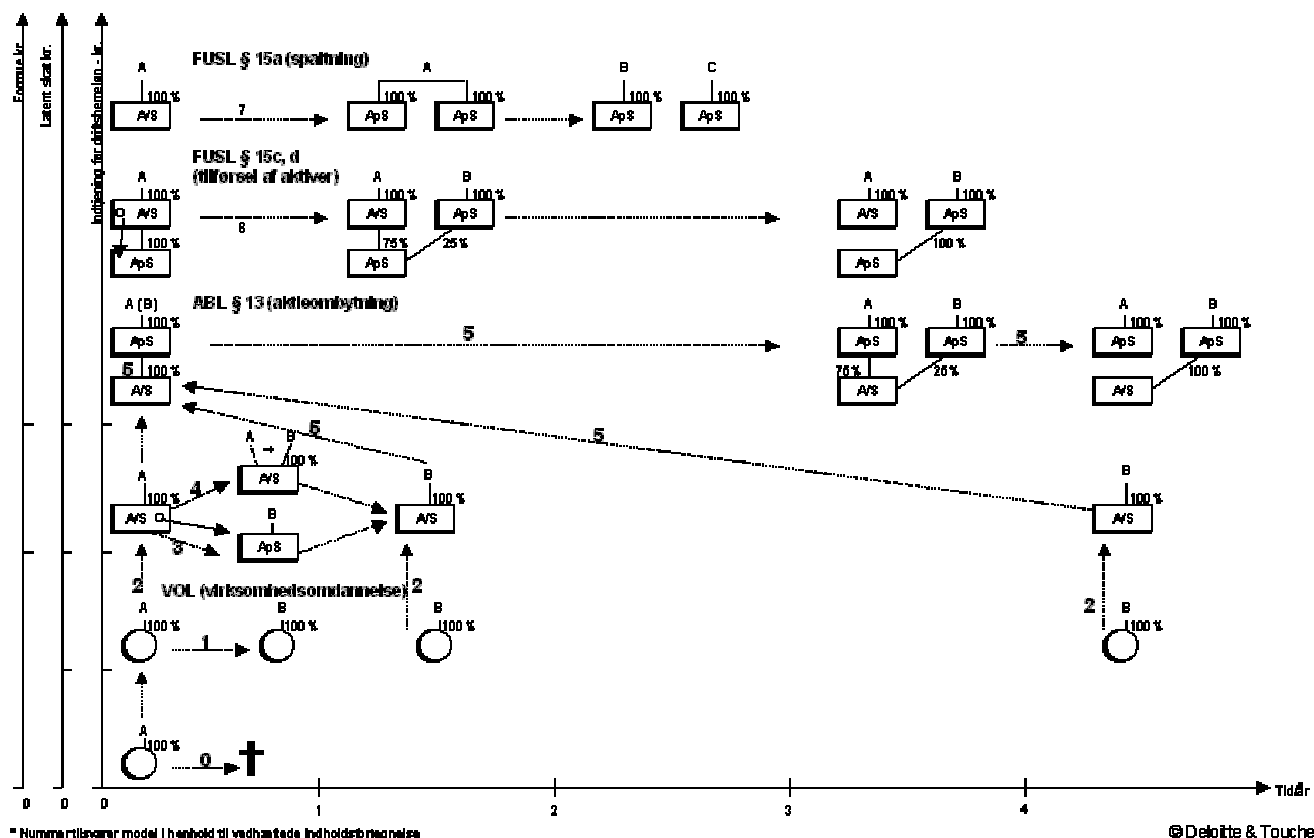 Formue kr.
Latent skat kr.
Indtjening før driftsherreløn - kr.
FUSL § 15a (spaltning)
A A B C
100 % 100 % 100 % 100 % 100 %
A/S 7 ApS ApS ApS ApS
FUSL § 15c, d
(tilførsel af aktiver)
A A B A B
100 % 100 % 100 % 100 % 100 %
A/S 6 A/S ApS A/S ApS
100 % 75 % 25 % 100 %
ApS ApS ApS
A (B) ABL § 13 (aktieombytning)
A B A B
100 % 100 % 100 % 100 % 100 %
ApS 5 ApS ApS 5 ApS ApS
5 100 % 75 % 25 % 100 %
A/S A/S A/S
A → B 5 5
100 %
A A/S B B
100 % 4 100 % 100 %
A/S B A/S A/S
3 ApS
2 VOL (virksomhedsomdannelse) 2 2
A B B B
100 % 100 % 100 % 100 %
1
A
100 %
0
0 0 0 1 2 3 4 Tid/år
* Nummer tilsvarer model i henhold til vedhæftede indholdsfortegnelse
© Deloitte & Touche